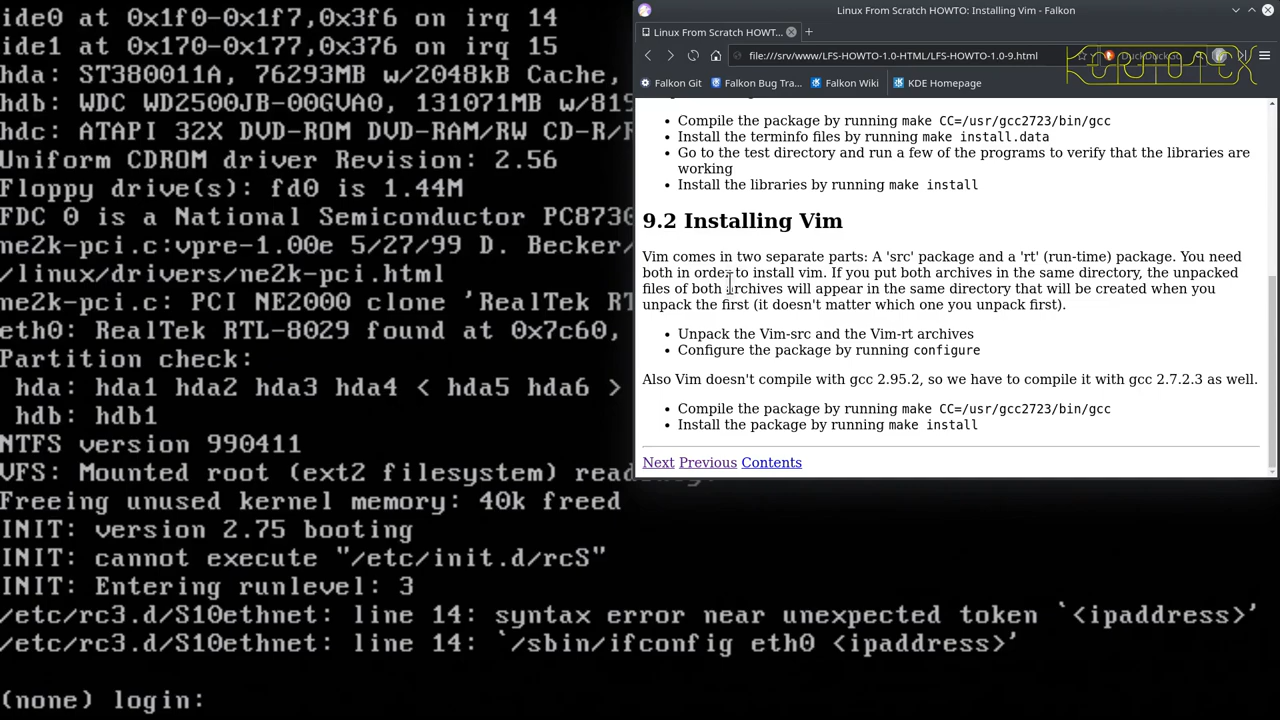 ide0 at 0x1f0-0x1f7,0x3f6 on irq 14
ide1 at 0x170-0x177,0x376 on irq 15
hda: ST380011A, 76293MB w/2048kB Cache,
hdb: WDC WD2500JB-00GVA0, 131071MB w/819
hdc: ATAPI 32X DVD-ROM DVD-RAM/RW CD-R/R
Uniform CDROM driver Revision: 2.56
Floppy drive(s): fd0 is 1.44M
FDC 0 is a National Semiconductor PC8730
ne2k-pci.c:vpre-1.00e 5/27/99 D. Becker/
/linux/drivers/ne2k-pci.html
ne2k-pci.c: PCI NE2000 clone 'RealTek RT
eth0: RealTek RTL-8029 found at 0x7c60,
Partition check:
hda: hda1 hda2 hda3 hda4 < hda5 hda6 >
hdb: hdb1
NTFS version 990411
VFS: Mounted root (ext2 filesystem) readonly.
Freeing unused kernel memory: 40k freed
INIT: version 2.75 booting
INIT: cannot execute "/etc/init.d/rcS"
INIT: Entering runlevel: 3
/etc/rc3.d/S10ethnet: line 14: syntax error near unexpected token `<ipaddress>'
/etc/rc3.d/S10ethnet: line 14: `/sbin/ifconfig eth0 <ipaddress>'
(none) login:
Linux From Scratch HOWTO: Installing Vim - Falkon
Linux From Scratch HOWT...
file:///srv/www/LFS-HOWTO-1.0-HTML/LFS-HOWTO-1.0-9.html
Falkon Git Falkon Bug Tra... Falkon Wiki KDE Homepage
• Compile the package by running make CC=/usr/gcc2723/bin/gcc
• Install the terminfo files by running make install.data
• Go to the test directory and run a few of the programs to verify that the libraries are
working
• Install the libraries by running make install
9.2 Installing Vim
Vim comes in two separate parts: A 'src' package and a 'rt' (run-time) package. You need
both in order to install vim. If you put both archives in the same directory, the unpacked
files of both archives will appear in the same directory that will be created when you
unpack the first (it doesn't matter which one you unpack first).
• Unpack the Vim-src and the Vim-rt archives
• Configure the package by running configure
Also Vim doesn't compile with gcc 2.95.2, so we have to compile it with gcc 2.7.2.3 as well.
• Compile the package by running make CC=/usr/gcc2723/bin/gcc
• Install the package by running make install
Next Previous Contents